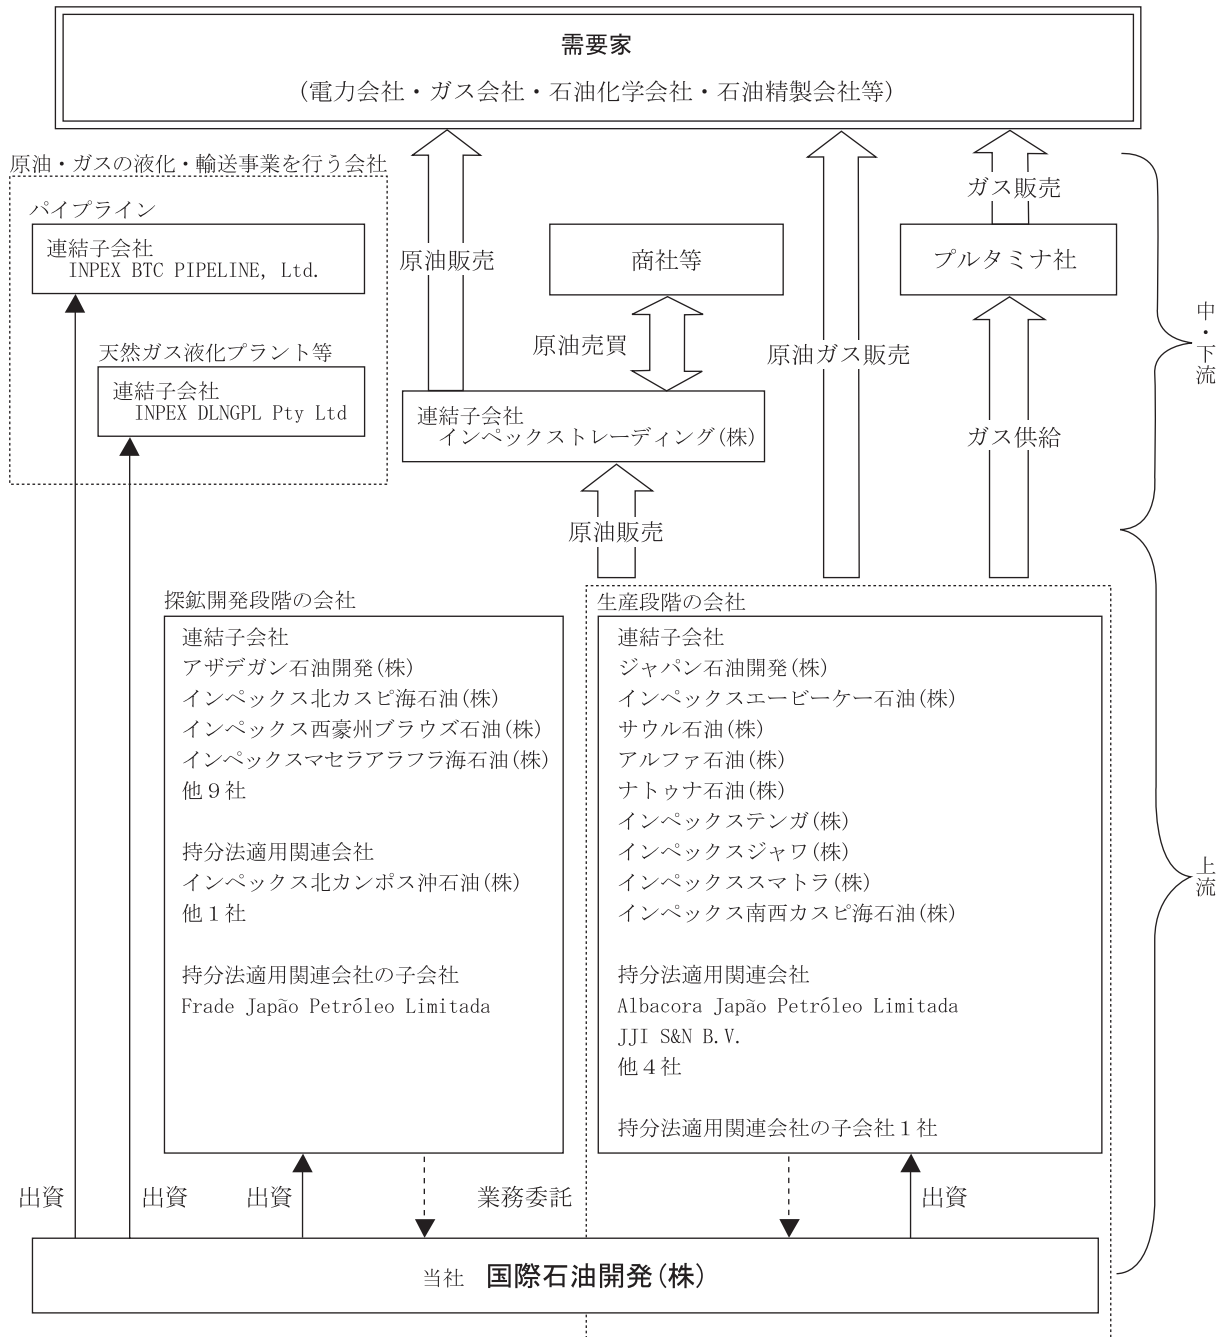 需要家
(電力会社・ガス会社・石油化学会社・石油精製会社等)
原油・ガスの液化・輸送事業を行う会社
パイプライン
連結子会社
INPEX BTC PIPELINE, Ltd.
天然ガス液化プラント等
連結子会社
INPEX DLNGPL Pty Ltd
原油販売
商社等
原油売買
連結子会社
インペックストレーディング(株)
原油販売
原油ガス販売
ガス販売
プルタミナ社
ガス供給
中・下流
探鉱開発段階の会社
連結子会社
アザデガン石油開発(株)
インペックス北カスピ海石油(株)
インペックス西豪州ブラウズ石油(株)
インペックスマセラアラフラ海石油(株)
他9社
持分法適用関連会社
インペックス北カンポス沖石油(株)
他1社
持分法適用関連会社の子会社
Frade Japão Petróleo Limitada
生産段階の会社
連結子会社
ジャパン石油開発(株)
インペックスエービーケー石油(株)
サウル石油(株)
アルファ石油(株)
ナトゥナ石油(株)
インペックステンガ(株)
インペックスジャワ(株)
インペックススマトラ(株)
インペックス南西カスピ海石油(株)
持分法適用関連会社
Albacora Japão Petróleo Limitada
JJI S&N B.V.
他4社
持分法適用関連会社の子会社1社
上流
出資
出資
出資
業務委託
出資
当社 国際石油開発(株)